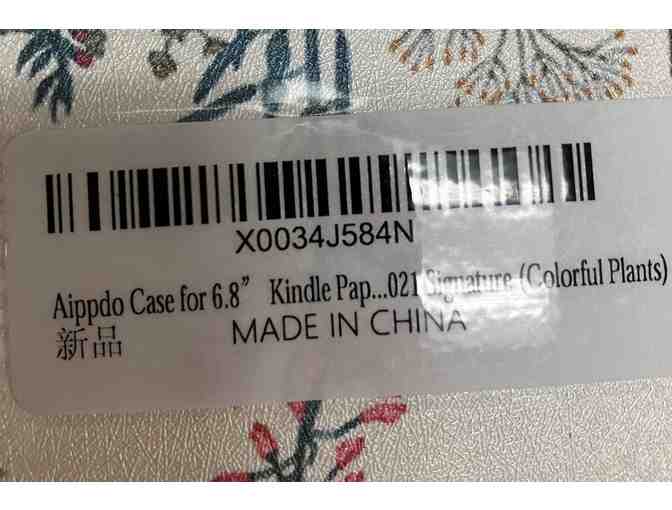 X0034J584N
Aippdo Case for 6.8” Kindle Pap...021 Signature (Colorful Plants)
新品
MADE IN CHINA